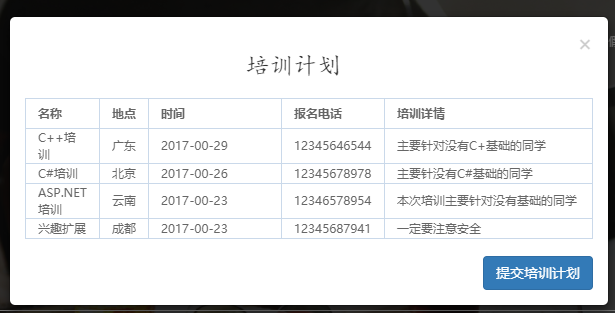 ×
培训计划
名称 地点 时间 报名电话 培训详情
C++培训 广东 2017-00-29 12345646544 主要针对没有C+基础的同学
C#培训 北京 2017-00-26 12345678978 主要针没有C#基础的同学
ASP.NET培训 云南 2017-00-23 12346578954 本次培训主要针对没有基础的同学
兴趣扩展 成都 2017-00-23 12345687941 一定要注意安全
提交培训计划